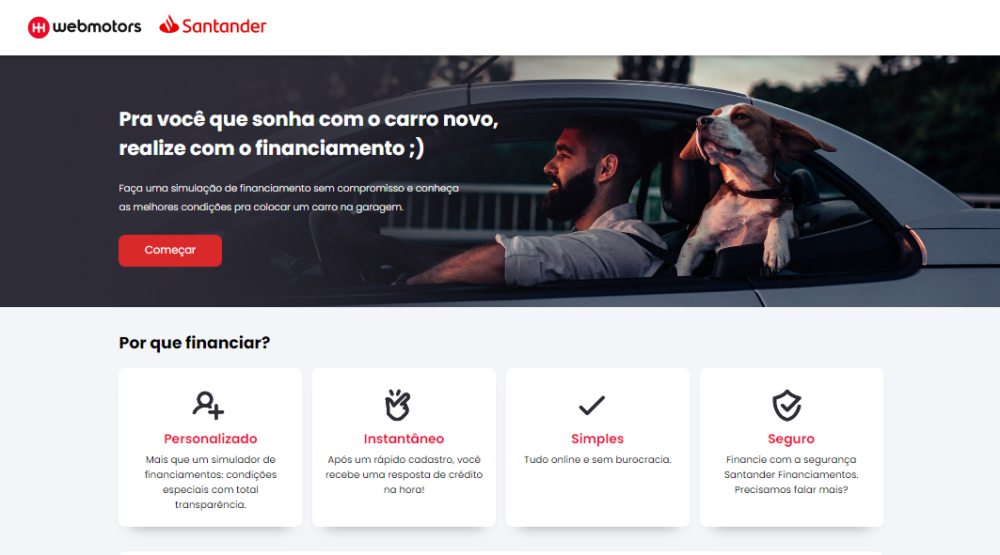 webmotors Santander
Pra você que sonha com o carro novo,
realize com o financiamento ;)
Faça uma simulação de financiamento sem compromisso e conheça
as melhores condições pra colocar um carro na garagem.
Começar
Por que financiar?
Personalizado
Mais que um simulador de
financiamentos: condições
especiais com total
transparência.
Instantâneo
Após um rápido cadastro, você
recebe uma resposta de crédito
na hora!
Simples
Tudo online e sem burocracia.
Seguro
Financie com a segurança
Santander Financiamentos.
Precisamos falar mais?